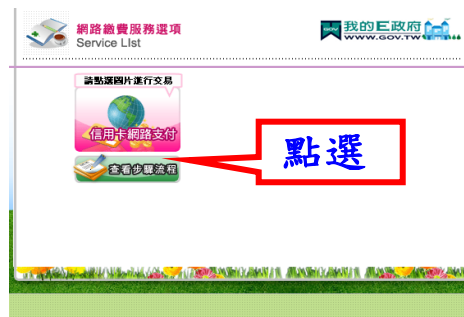 網路繳費服務選項
Service LIst
GOV
我的E政府
WWW.GOV.TW
請點選圖片進行交易
信用卡網路支付
查看步驟流程
點選